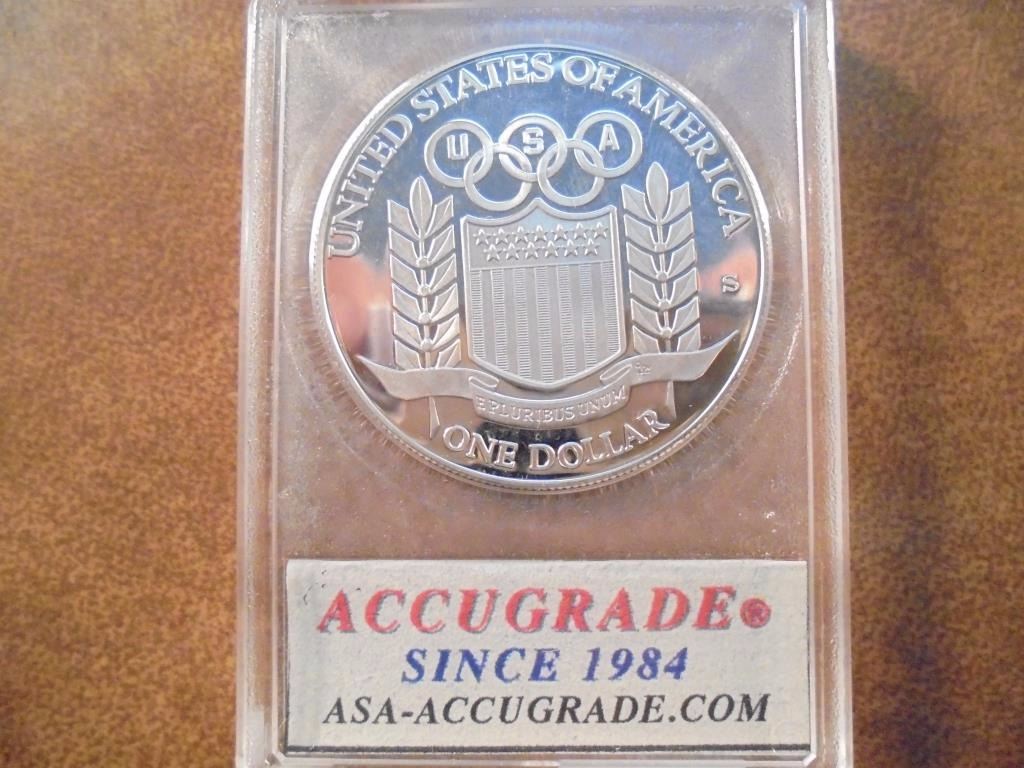 UNITED STATES OF AMERICA
U S A
S
E PLURIBUS UNUM
ONE DOLLAR
ACCUGRADE®
SINCE 1984
ASA-ACCUGRADE.COM